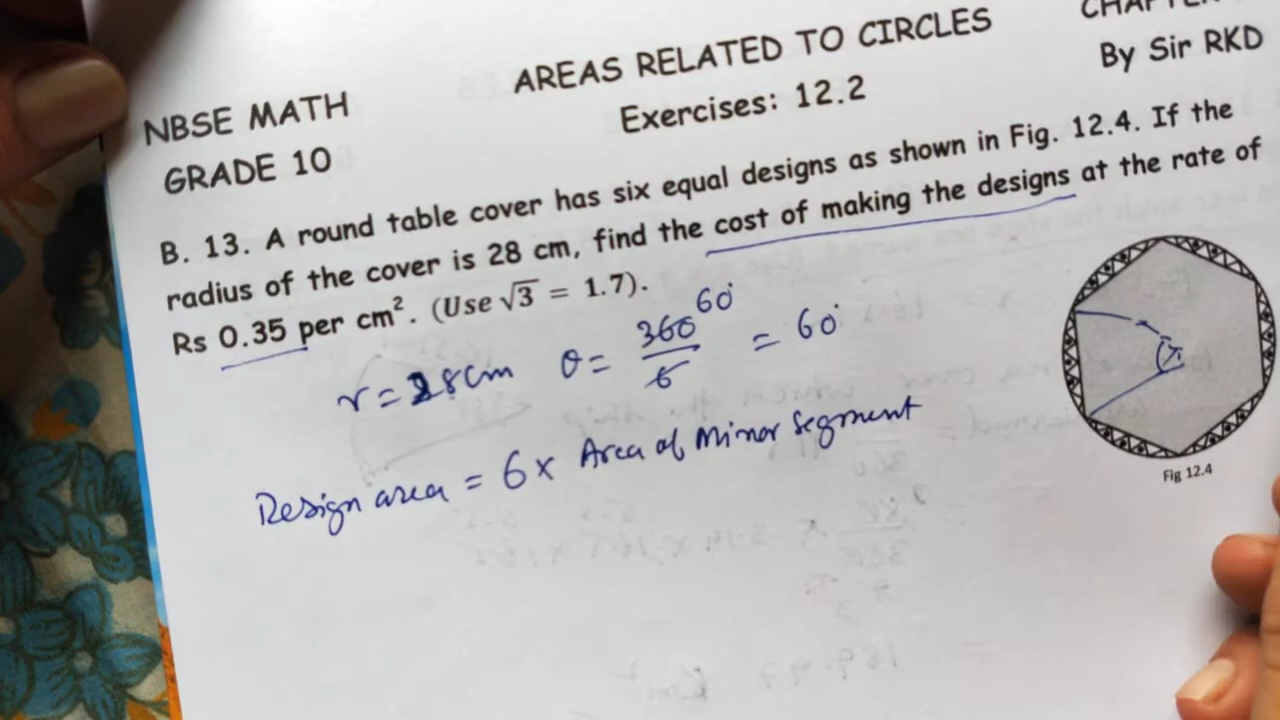 NBSE MATH
GRADE 10
AREAS RELATED TO CIRCLES
Exercises: 12.2
By Sir RKD
B. 13. A round table cover has six equal designs as shown in Fig. 12.4. If the
radius of the cover is 28 cm, find the cost of making the designs at the rate of
Rs 0.35 per cm². (Use √3 = 1.7).
r = 28cm θ = 360/6 60° = 60°
Design area = 6 × Area of Minor Segment
Fig 12.4